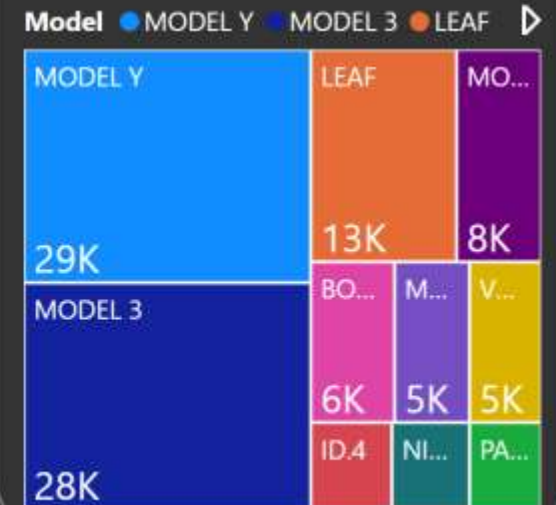 Model MODEL Y MODEL 3 LEAF
MODEL Y
29K
MODEL 3
28K
LEAF
13K
MO...
8K
BO...
6K
M...
5K
V...
5K
ID.4
NI...
PA...